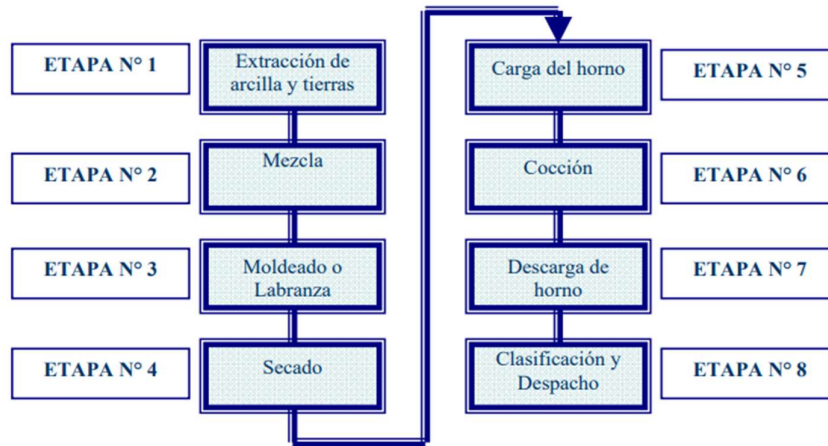 ETAPA N° 1
Extracción de
arcilla y tierras
ETAPA N° 2
Mezcla
ETAPA N° 3
Moldeado o
Labranza
ETAPA N° 4
Secado
Carga del horno
ETAPA N° 5
Cocción
ETAPA N° 6
Descarga de
horno
ETAPA N° 7
Clasificación y
Despacho
ETAPA N° 8